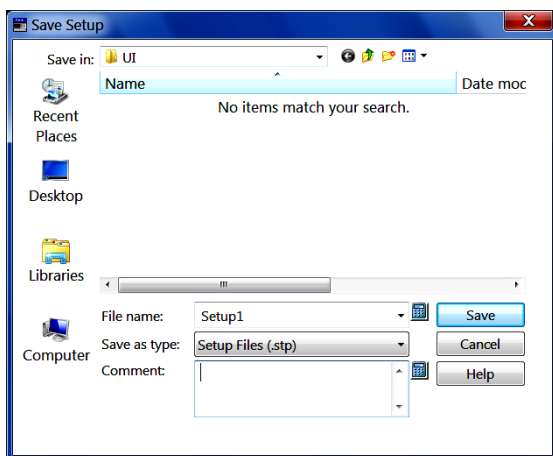 Save Setup
Save in: UI
Name Date mod
No items match your search.
Recent
Places
Desktop
Libraries
Computer
File name: Setup1 Save
Save as type: Setup Files (.stp) Cancel
Comment: Help